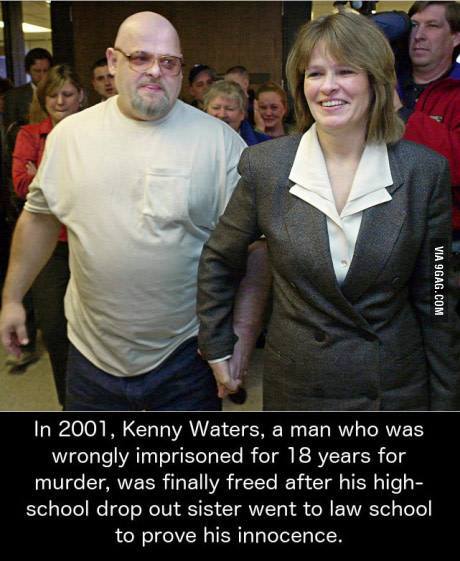 VIA 9GAG.COM
In 2001, Kenny Waters, a man who was
wrongly imprisoned for 18 years for
murder, was finally freed after his high-
school drop out sister went to law school
to prove his innocence.